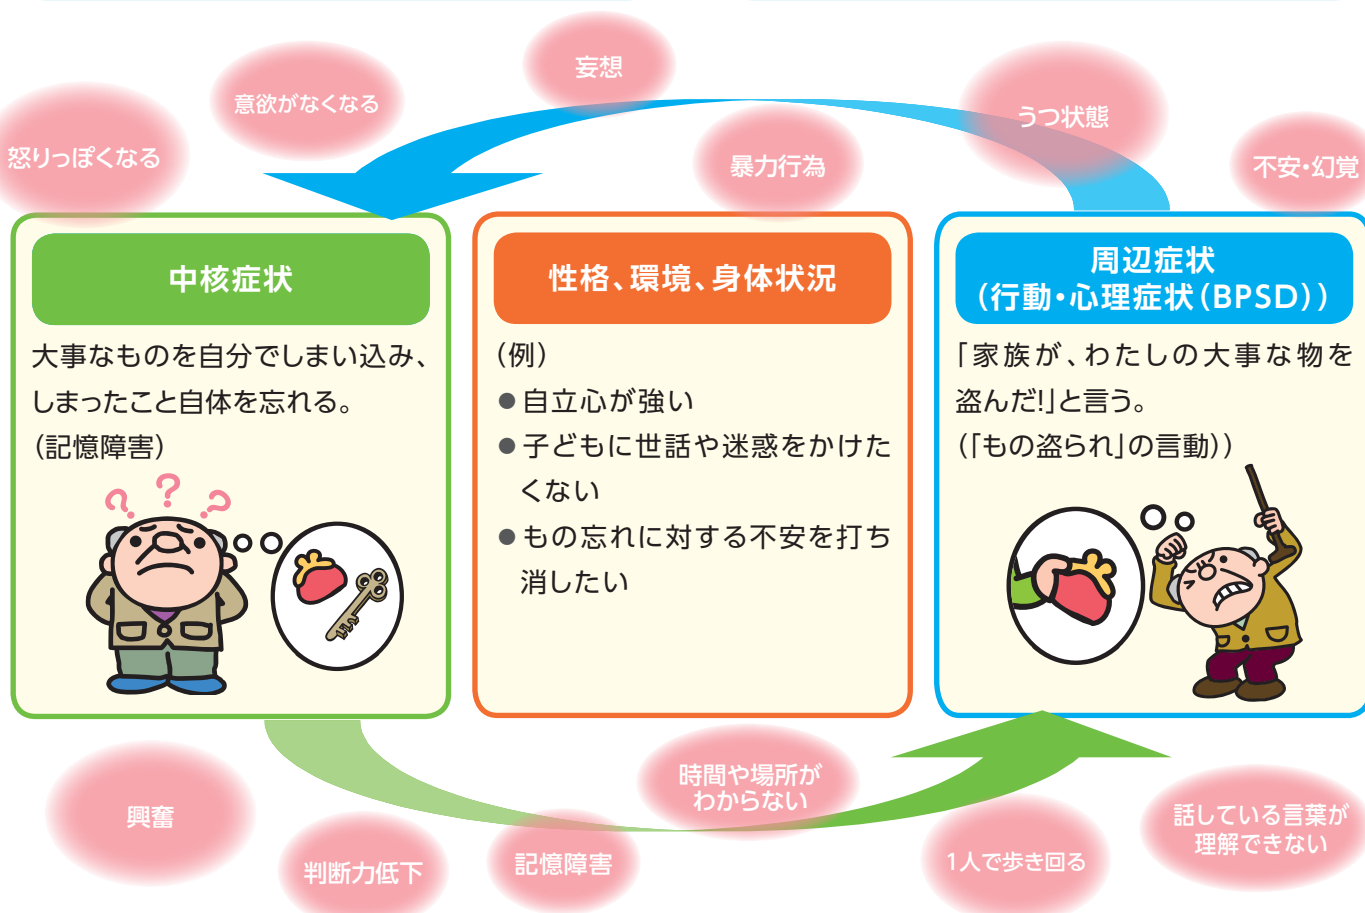 妄想
意欲がなくなる
うつ状態
怒りっぽくなる
暴力行為
不安・幻覚
中核症状
大事なものを自分でしまい込み、
しまったこと自体を忘れる。
（記憶障害）
性格、環境、身体状況
（例）
●自立心が強い
●子どもに世話や迷惑をかけた
くない
●もの忘れに対する不安を打ち
消したい
周辺症状
（行動・心理症状（BPSD））
「家族が、わたしの大事な物を
盗んだ!」と言う。
（「もの盗られ」の言動））
? ? ?
時間や場所が
わからない
興奮
話している言葉が
理解できない
判断力低下
記憶障害
1人で歩き回る